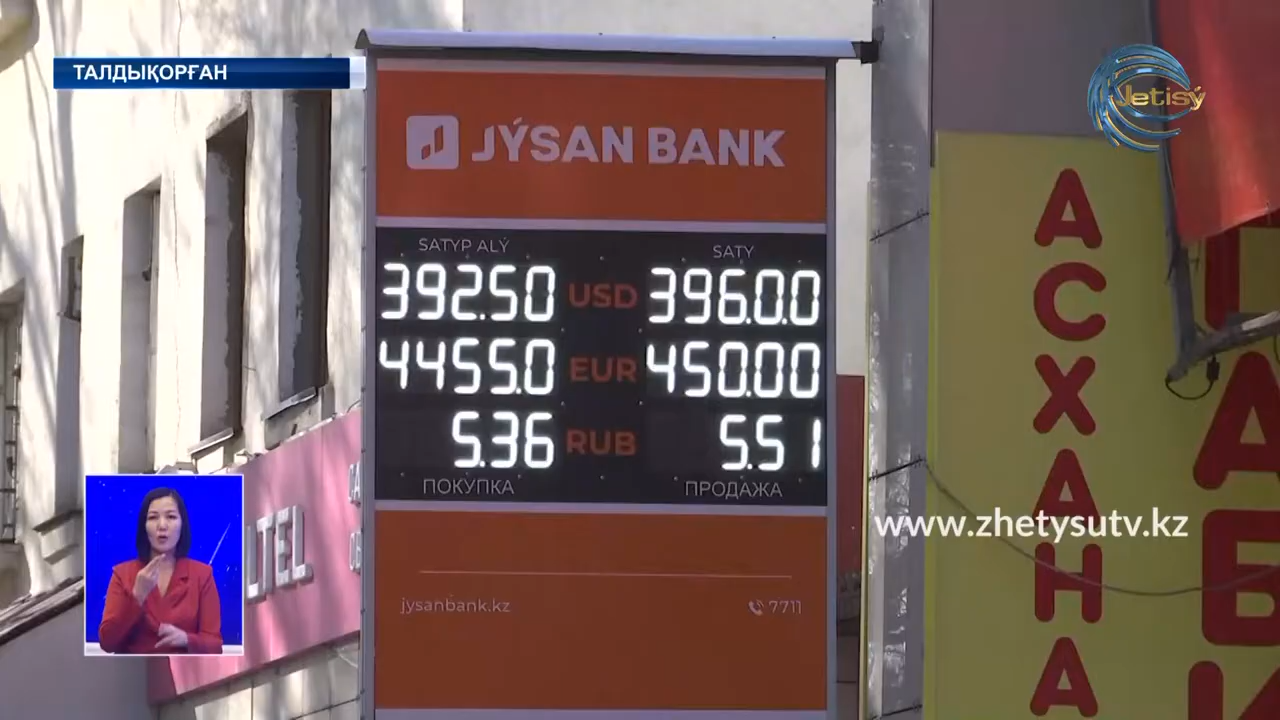 ТАЛДЫҚОРҒАН
Jetisý
JÝSAN BANK
SATYP ALÝ SATY
392.50 USD 396.00
445.50 EUR 450.00
5.36 RUB 5.51
ПОКУПКА ПРОДАЖА
jysanbank.kz 7711
LTEL
АСХАНА
www.zhetysutv.kz